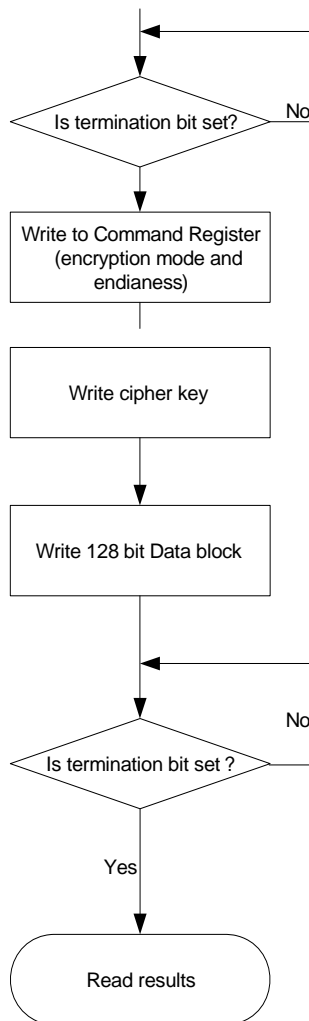 Is termination bit set?
No
Write to Command Register
(encryption mode and
endianess)
Write cipher key
Write 128 bit Data block
No
Is termination bit set ?
Yes
Read results